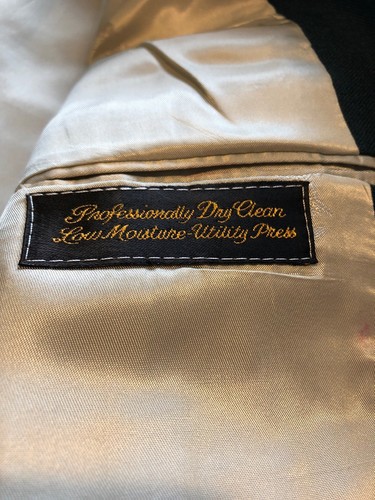 Professionally Dry Clean
Low Moisture-Utility Press